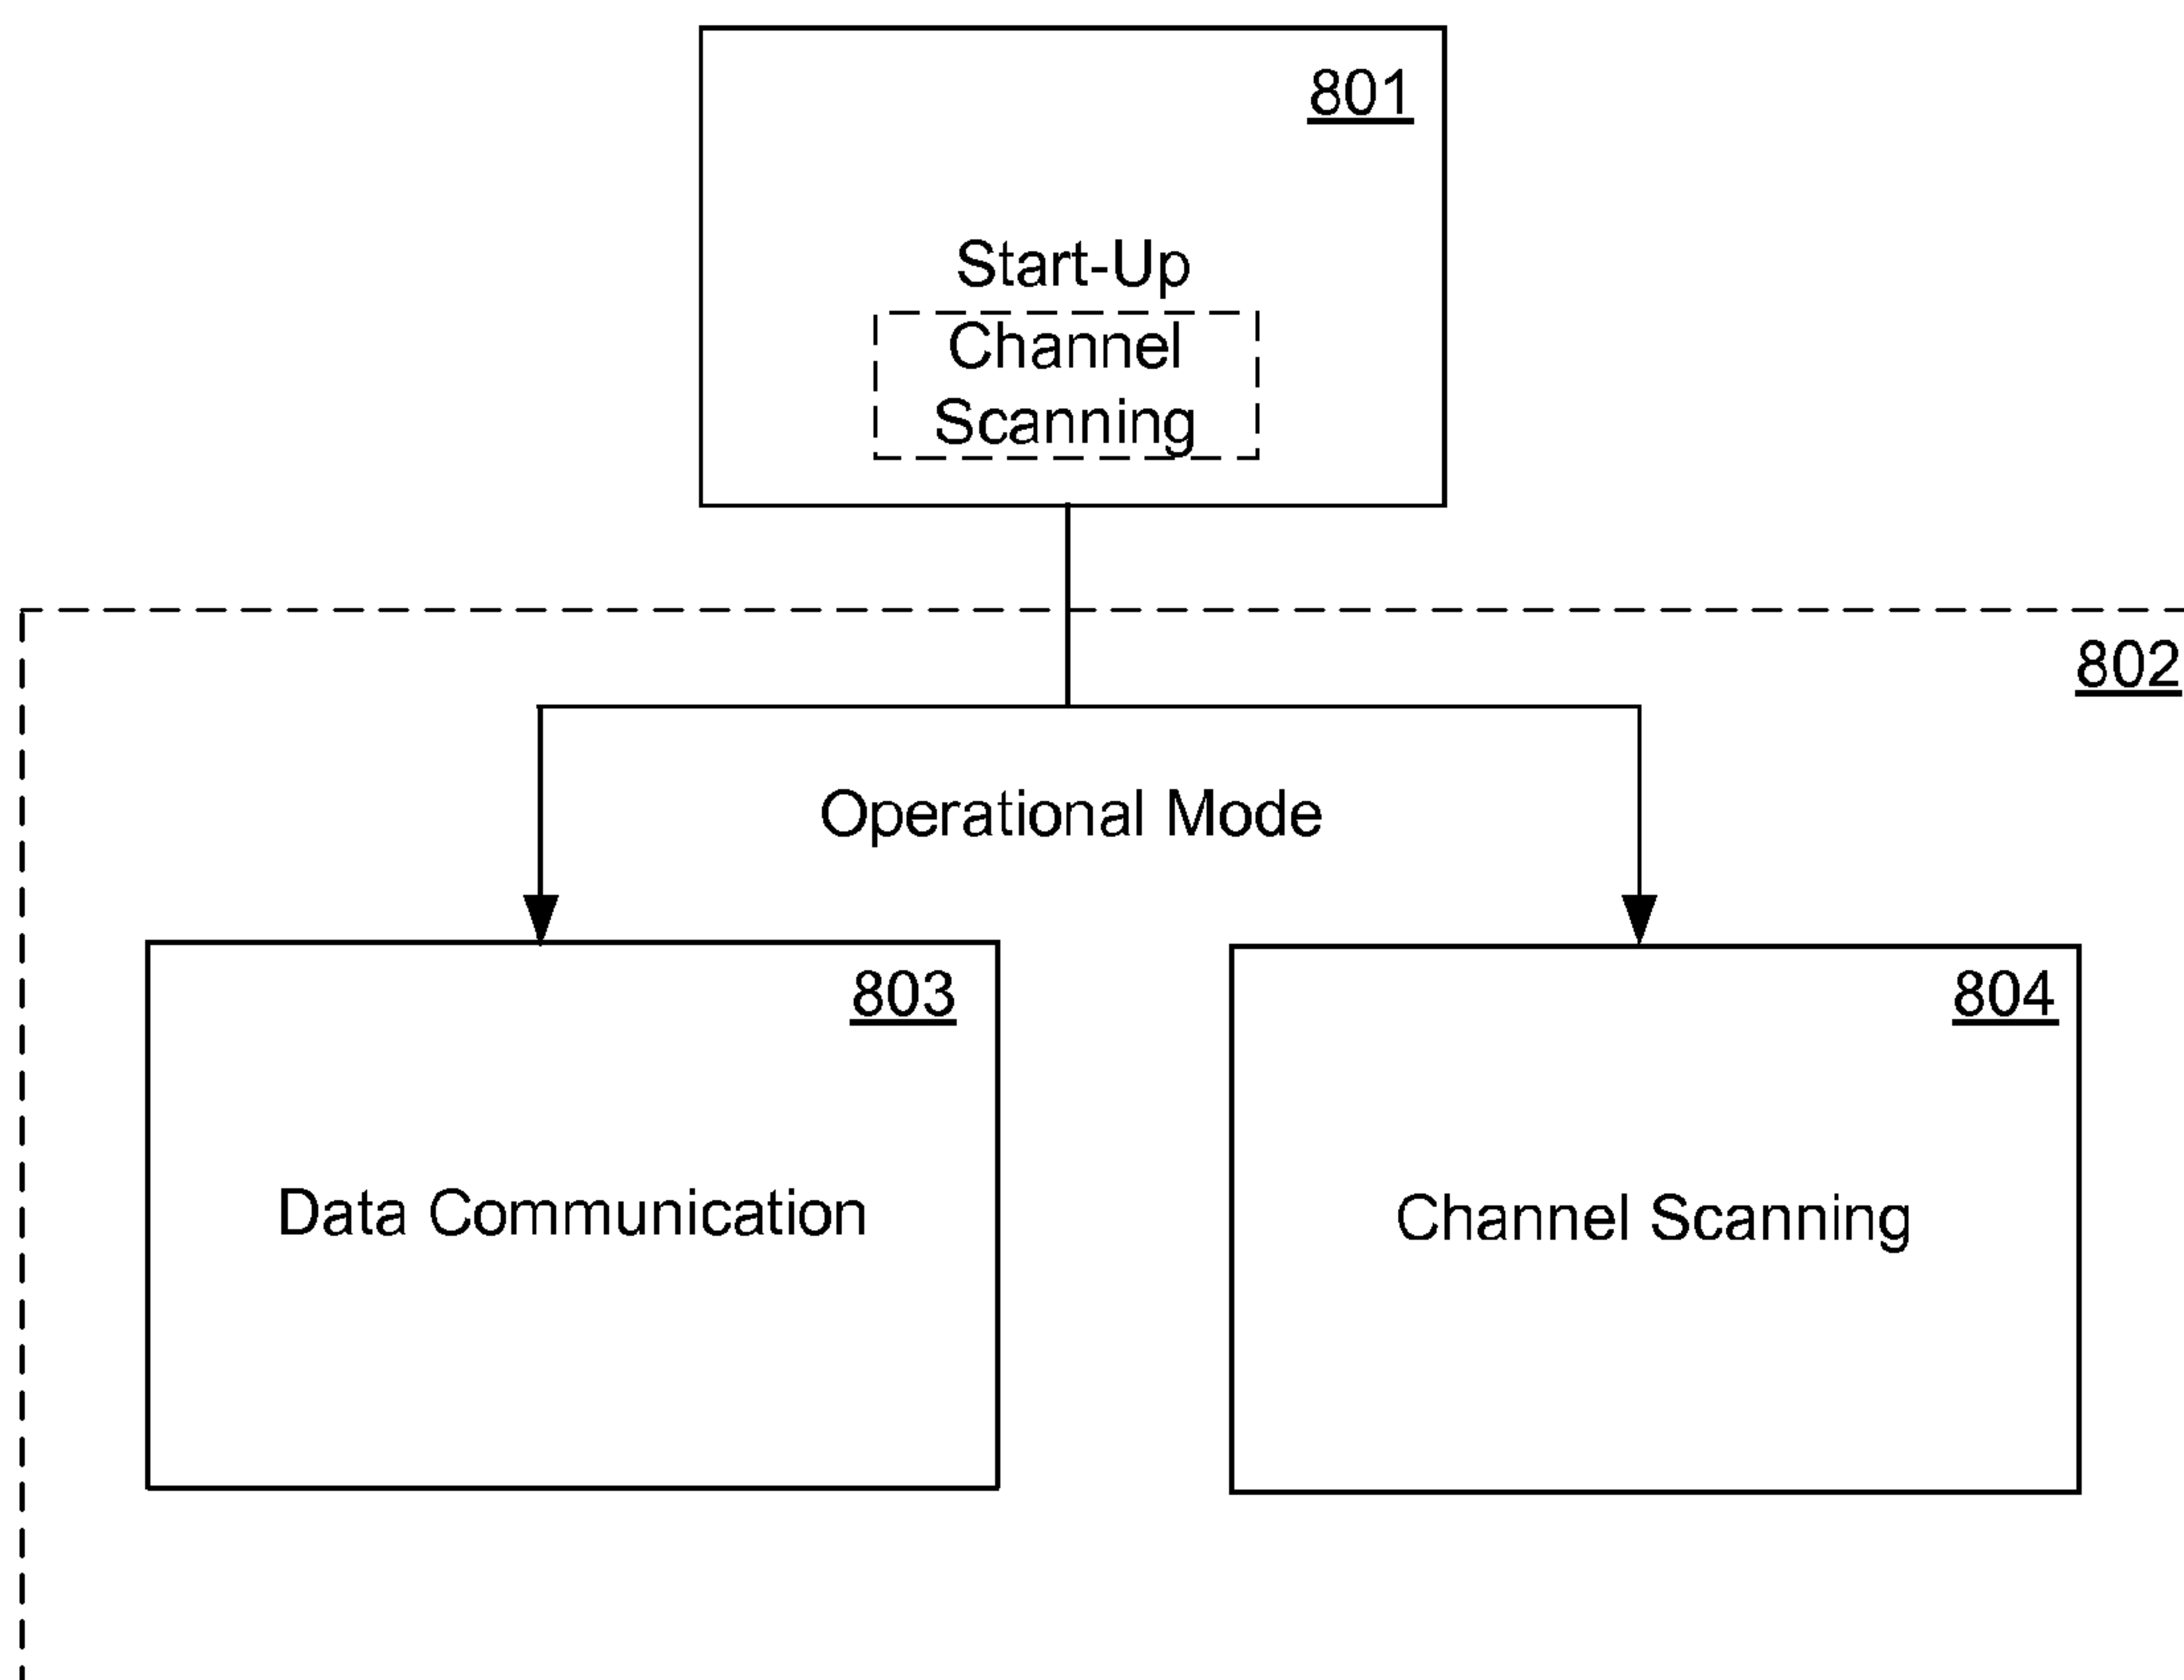 801
Start-Up
Channel
Scanning
802
Operational Mode
803
804
Data Communication
Channel Scanning